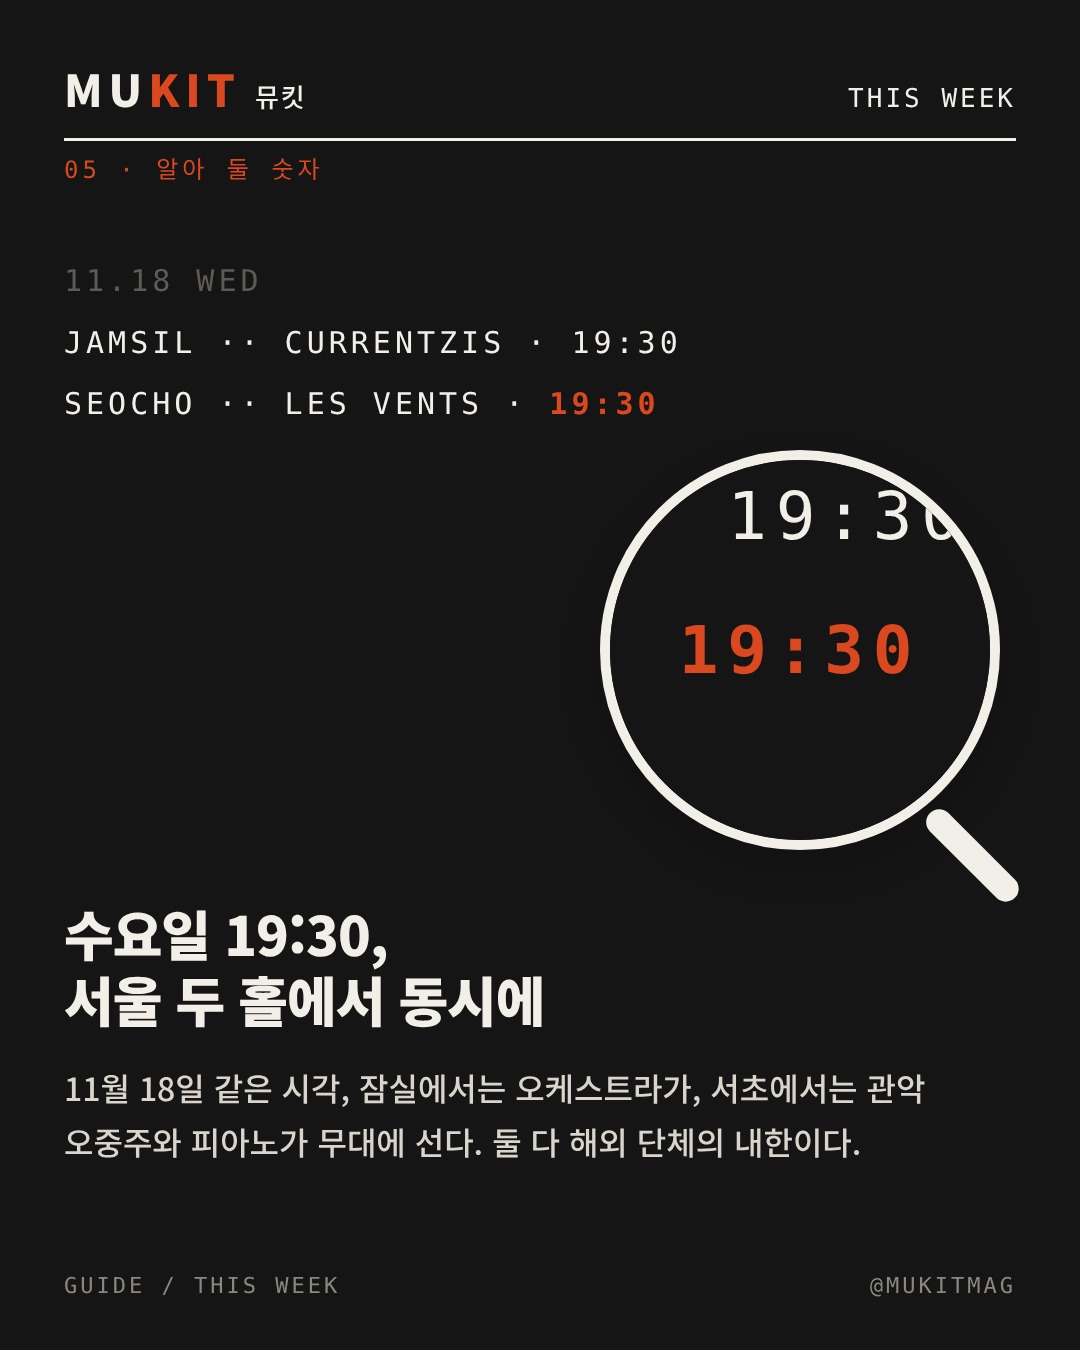 MUKIT 뮤킷
THIS WEEK
05 · 알아 둘 숫자
11.18 WED
JAMSIL ·· CURRENTZIS · 19:30
SEOCHO ·· LES VENTS · 19:30
19:30
19:30
수요일 19:30,
서울 두 홀에서 동시에
11월 18일 같은 시각, 잠실에서는 오케스트라가, 서초에서는 관악
오중주와 피아노가 무대에 선다. 둘 다 해외 단체의 내한이다.
GUIDE / THIS WEEK
@MUKITMAG